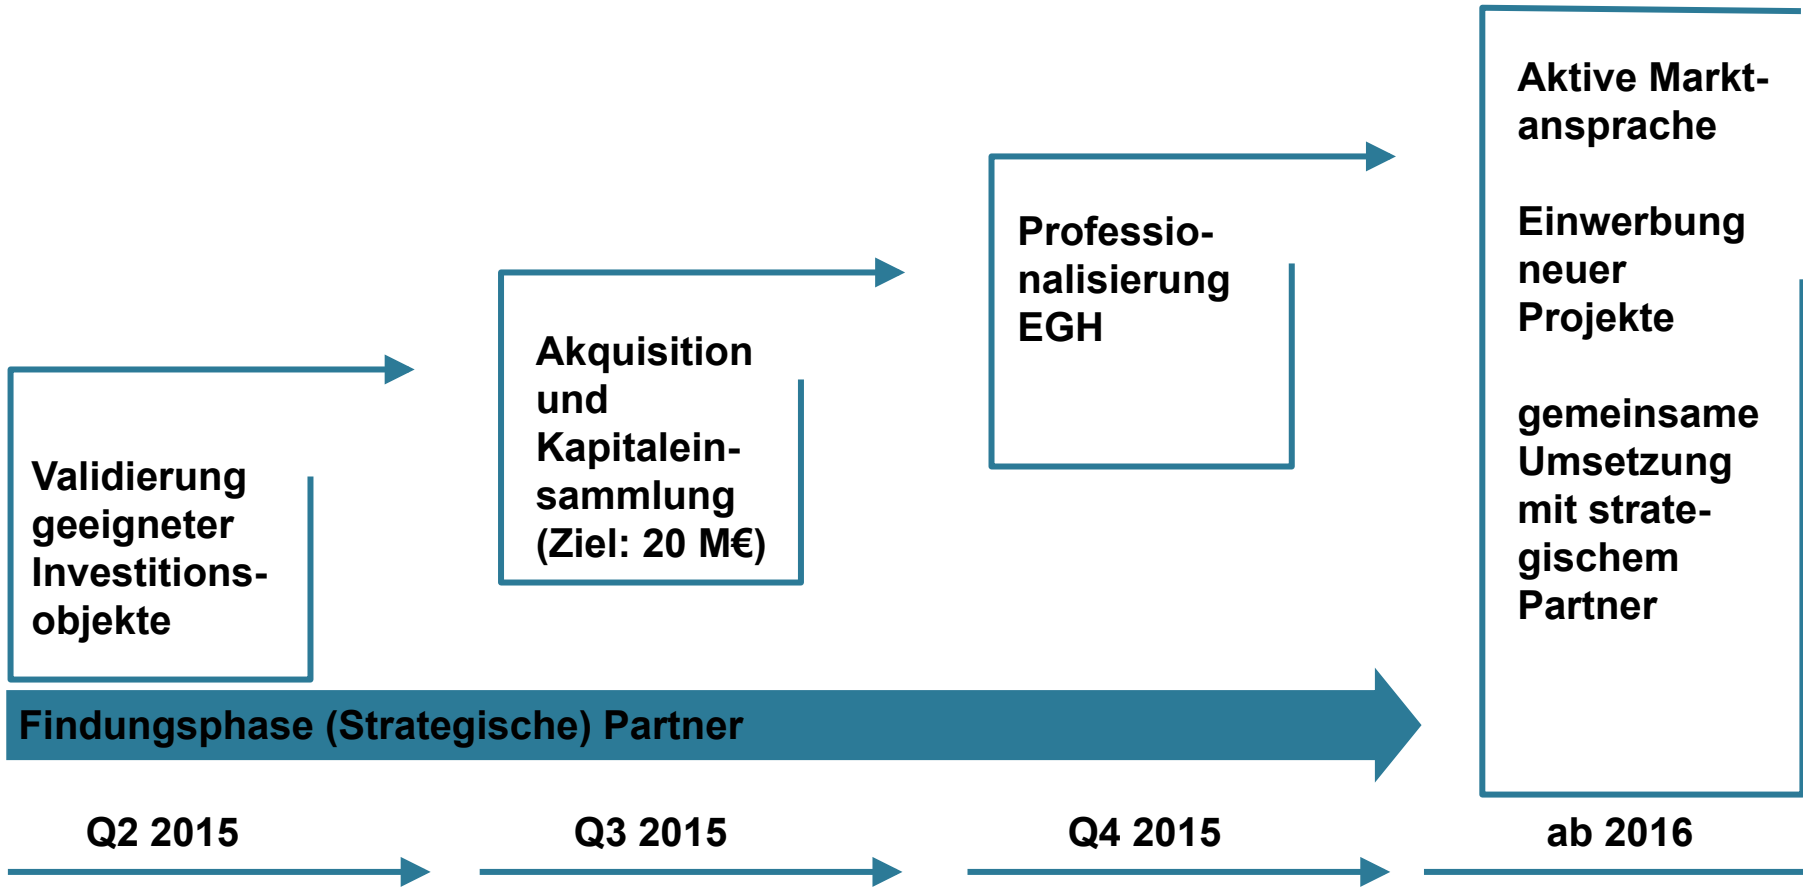 Validierung
geeigneter
Investitions-
objekte
Akquisition
und
Kapitalein-
sammlung
(Ziel: 20 M€)
Professio-
nalisierung
EGH
Aktive Markt-
ansprache
Einwerbung
neuer
Projekte
gemeinsame
Umsetzung
mit strate-
gischem
Partner
Findungsphase (Strategische) Partner
Q2 2015
Q3 2015
Q4 2015
ab 2016